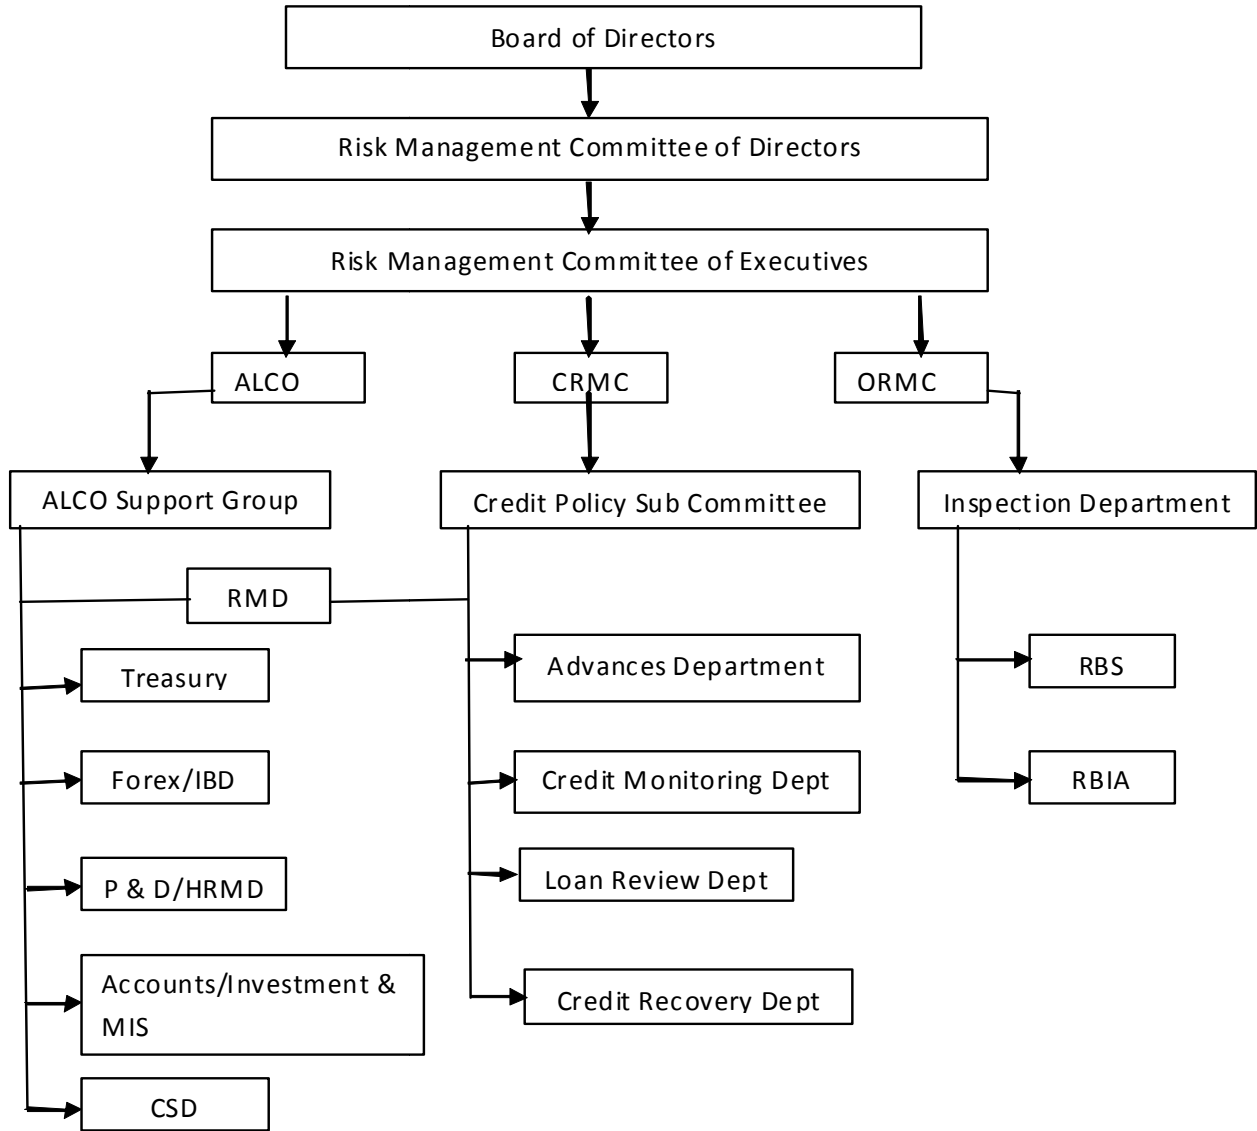 Board of Directors
Risk Management Committee of Directors
Risk Management Committee of Executives
ALCO
CRMC
ORMC
ALCO Support Group
Credit Policy Sub Committee
Inspection Department
RMD
Treasury
Forex/IBD
P & D/HRMD
Accounts/Investment &
MIS
CSD
Advances Department
Credit Monitoring Dept
Loan Review Dept
Credit Recovery Dept
RBS
RBIA